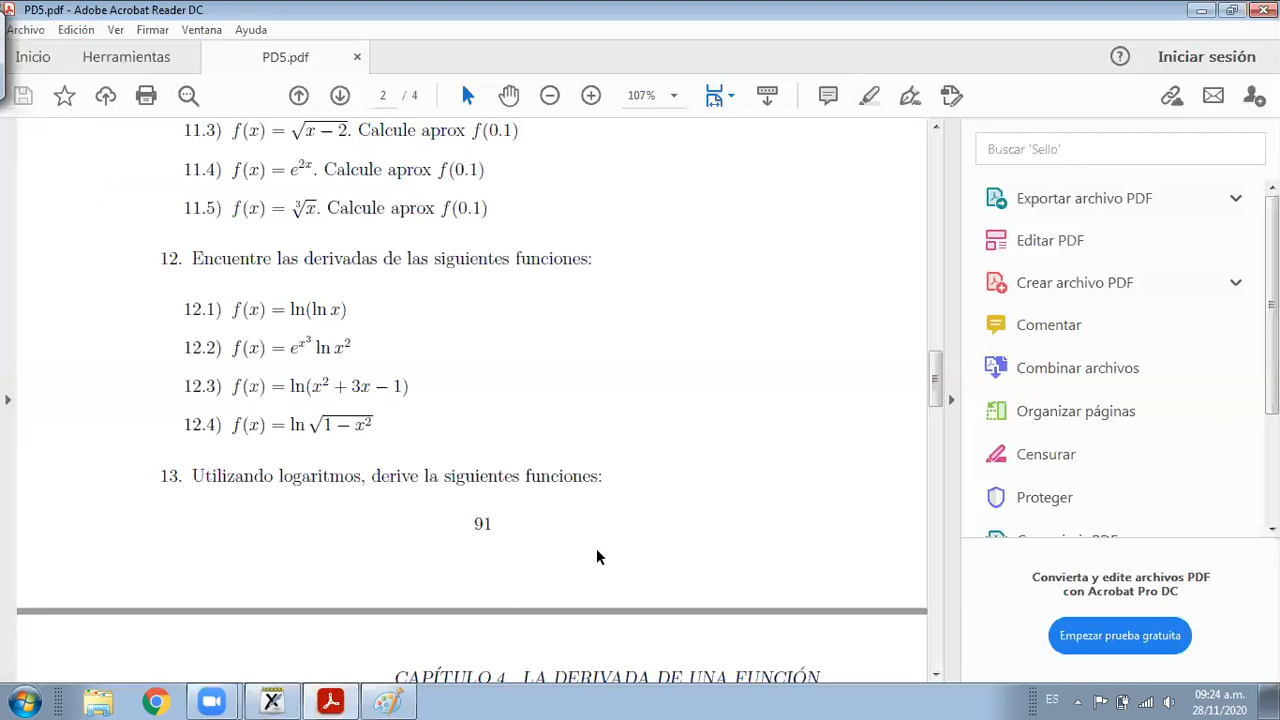 PD5.pdf - Adobe Acrobat Reader DC
Archivo Edición Ver Firmar Ventana Ayuda
Inicio Herramientas PD5.pdf × Iniciar sesión
2 / 4 107%
11.3) f(x) = √(x − 2). Calcule aprox f(0.1)
11.4) f(x) = e^{2x}. Calcule aprox f(0.1)
11.5) f(x) = ∛x. Calcule aprox f(0.1)
12. Encuentre las derivadas de las siguientes funciones:
12.1) f(x) = ln(ln x)
12.2) f(x) = e^{x^3} ln x^2
12.3) f(x) = ln(x^2 + 3x − 1)
12.4) f(x) = ln √(1 − x^2)
13. Utilizando logaritmos, derive la siguientes funciones:
91
CAPÍTULO 4 LA DERIVADA DE UNA FUNCIÓN
Buscar 'Sello'
Exportar archivo PDF
Editar PDF
Crear archivo PDF
Comentar
Combinar archivos
Organizar páginas
Censurar
Proteger
Convierta y edite archivos PDF
con Acrobat Pro DC
Empezar prueba gratuita
ES
09:24 a.m.
28/11/2020